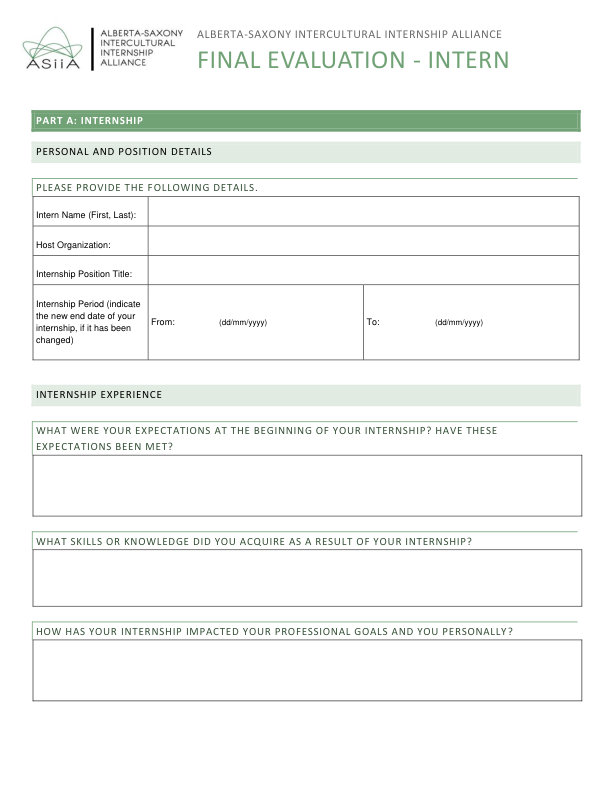 ASiiA
ALBERTA-SAXONY
INTERCULTURAL
INTERNSHIP
ALLIANCE
ALBERTA-SAXONY INTERCULTURAL INTERNSHIP ALLIANCE
FINAL EVALUATION - INTERN
PART A: INTERNSHIP
PERSONAL AND POSITION DETAILS
PLEASE PROVIDE THE FOLLOWING DETAILS.
Intern Name (First, Last):
Host Organization:
Internship Position Title:
Internship Period (indicate
the new end date of your
internship, if it has been
changed)
From: (dd/mm/yyyy)
To: (dd/mm/yyyy)
INTERNSHIP EXPERIENCE
WHAT WERE YOUR EXPECTATIONS AT THE BEGINNING OF YOUR INTERNSHIP? HAVE THESE
EXPECTATIONS BEEN MET?
WHAT SKILLS OR KNOWLEDGE DID YOU ACQUIRE AS A RESULT OF YOUR INTERNSHIP?
HOW HAS YOUR INTERNSHIP IMPACTED YOUR PROFESSIONAL GOALS AND YOU PERSONALLY?